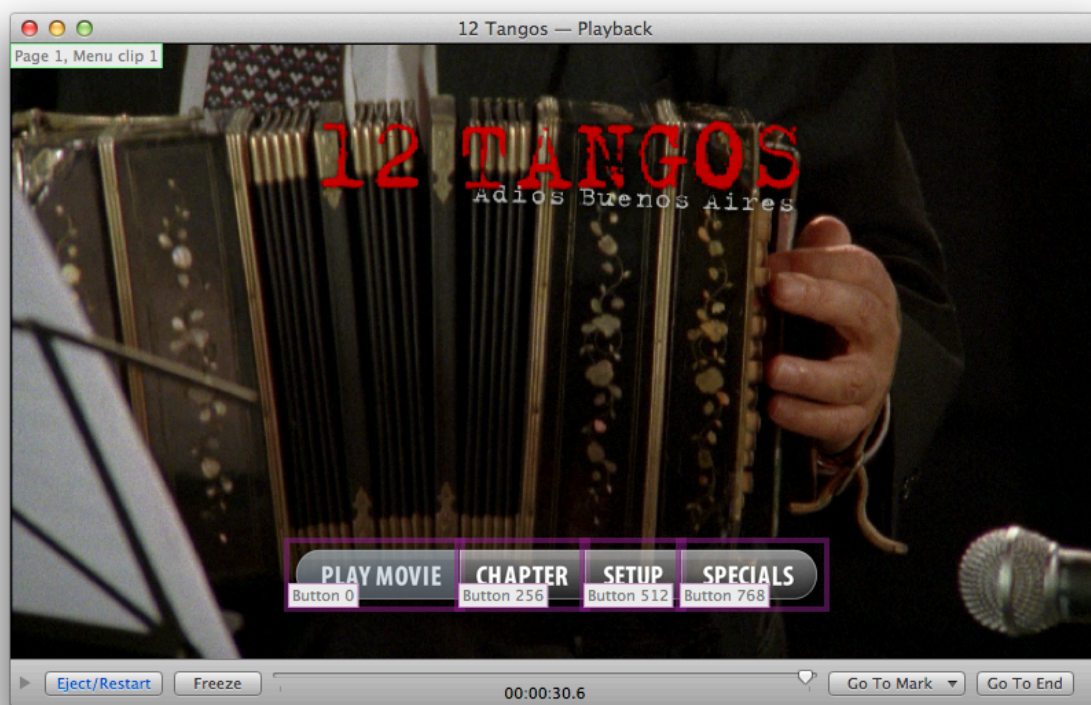 12 Tangos — Playback
Page 1, Menu clip 1
12 TANGOS
Adios Buenos Aires
PLAY MOVIE CHAPTER SETUP SPECIALS
Button 0 Button 256 Button 512 Button 768
Eject/Restart Freeze 00:00:30.6 Go To Mark Go To End